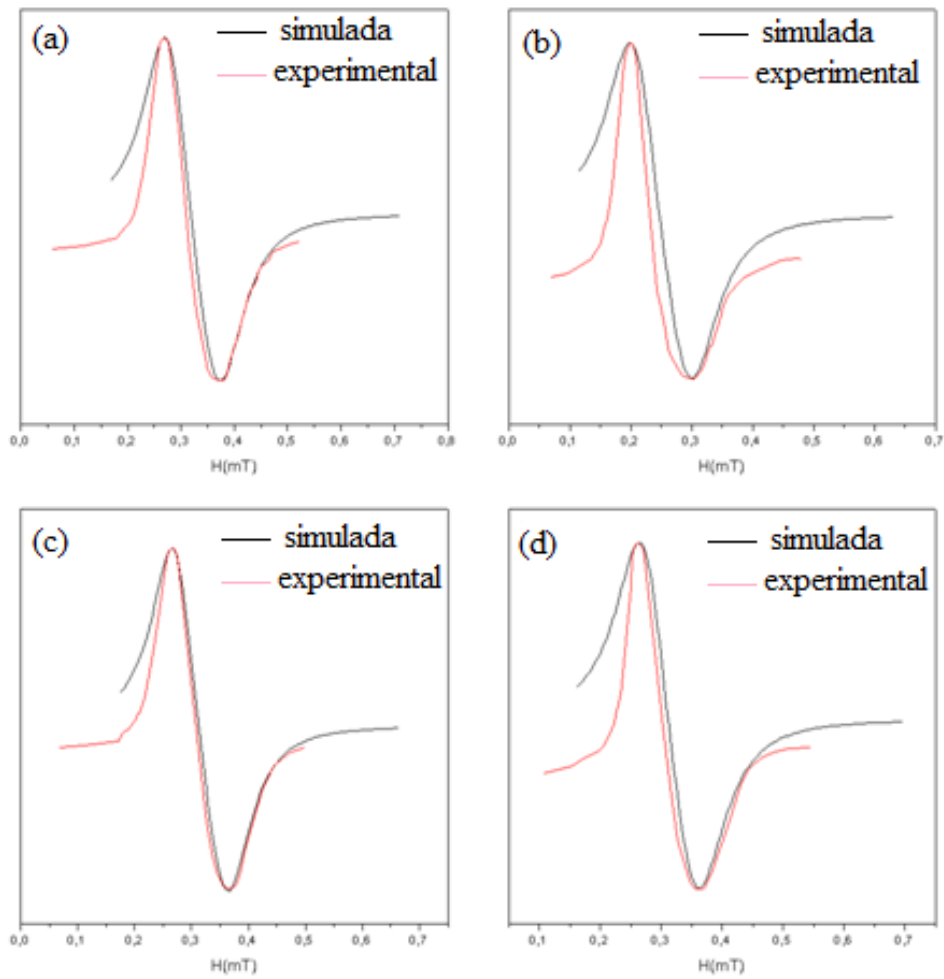 (a) simulada
experimental
0,0 0,1 0,2 0,3 0,4 0,5 0,6 0,7 0,8
H(mT)
(b) simulada
experimental
0,0 0,1 0,2 0,3 0,4 0,5 0,6 0,7
H(mT)
(c) simulada
experimental
0,0 0,1 0,2 0,3 0,4 0,5 0,6 0,7
H(mT)
(d) simulada
experimental
0,1 0,2 0,3 0,4 0,5 0,6 0,7
H(mT)